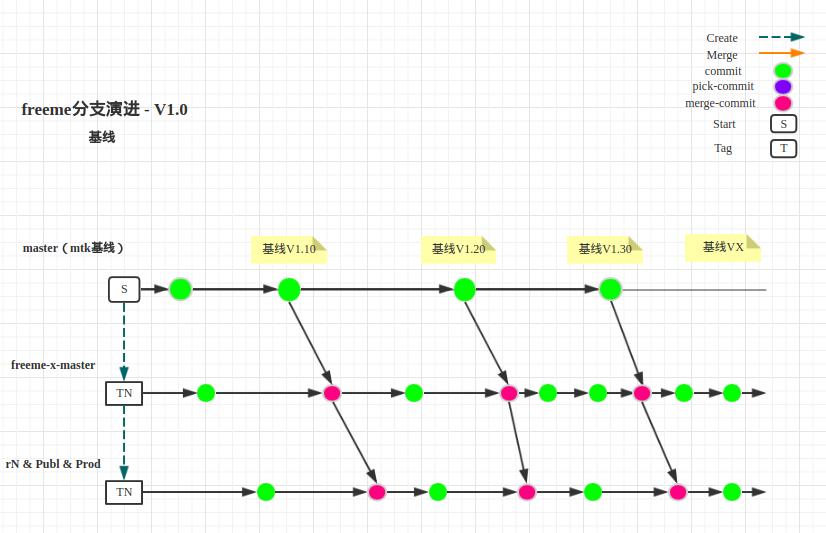 Create
Merge
commit
pick-commit
merge-commit
Start
S
Tag
T
freeme分支演进 - V1.0
基线
master（mtk基线）
基线V1.10
基线V1.20
基线V1.30
基线VX
S
freeme-x-master
TN
rN & Publ & Prod
TN